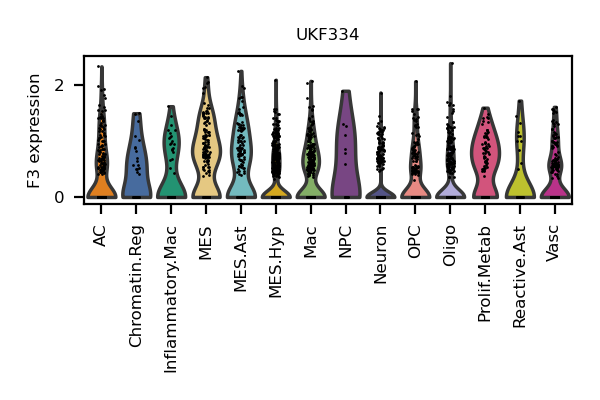 UKF334
F3 expression
2
0
AC
Chromatin.Reg
Inflammatory.Mac
MES
MES.Ast
MES.Hyp
Mac
NPC
Neuron
OPC
Oligo
Prolif.Metab
Reactive.Ast
Vasc